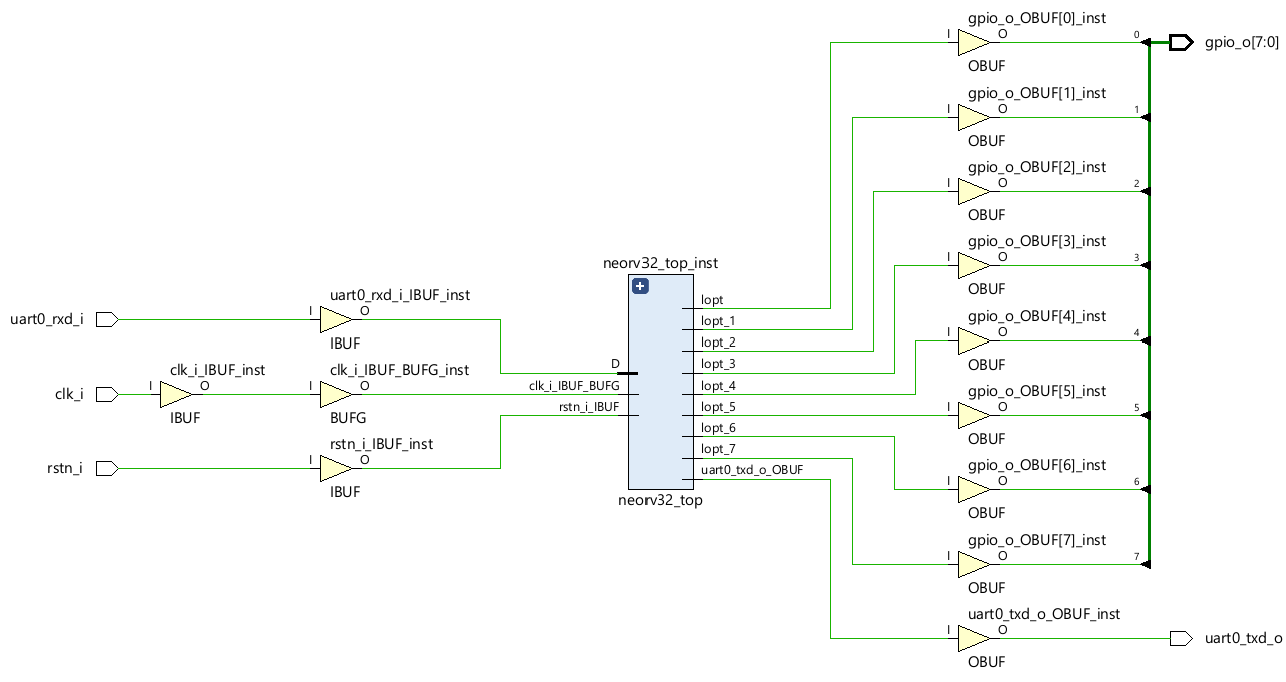 gpio_o_OBUF[0]_inst
I
O
0
gpio_o[7:0]
OBUF
gpio_o_OBUF[1]_inst
I
O
1
OBUF
gpio_o_OBUF[2]_inst
I
O
2
OBUF
gpio_o_OBUF[3]_inst
I
O
3
OBUF
gpio_o_OBUF[4]_inst
I
O
4
OBUF
gpio_o_OBUF[5]_inst
I
O
5
OBUF
gpio_o_OBUF[6]_inst
I
O
6
OBUF
gpio_o_OBUF[7]_inst
I
O
7
OBUF
uart0_txd_o_OBUF_inst
I
O
uart0_txd_o
OBUF
neorv32_top_inst
lopt
lopt_1
lopt_2
lopt_3
lopt_4
lopt_5
lopt_6
lopt_7
uart0_txd_o_OBUF
D
clk_i_IBUF_BUFG
rstn_i_IBUF
neorv32_top
uart0_rxd_i_IBUF_inst
uart0_rxd_i
I
O
IBUF
clk_i_IBUF_inst
clk_i
I
O
IBUF
clk_i_IBUF_BUFG_inst
I
O
BUFG
rstn_i_IBUF_inst
rstn_i
I
O
IBUF